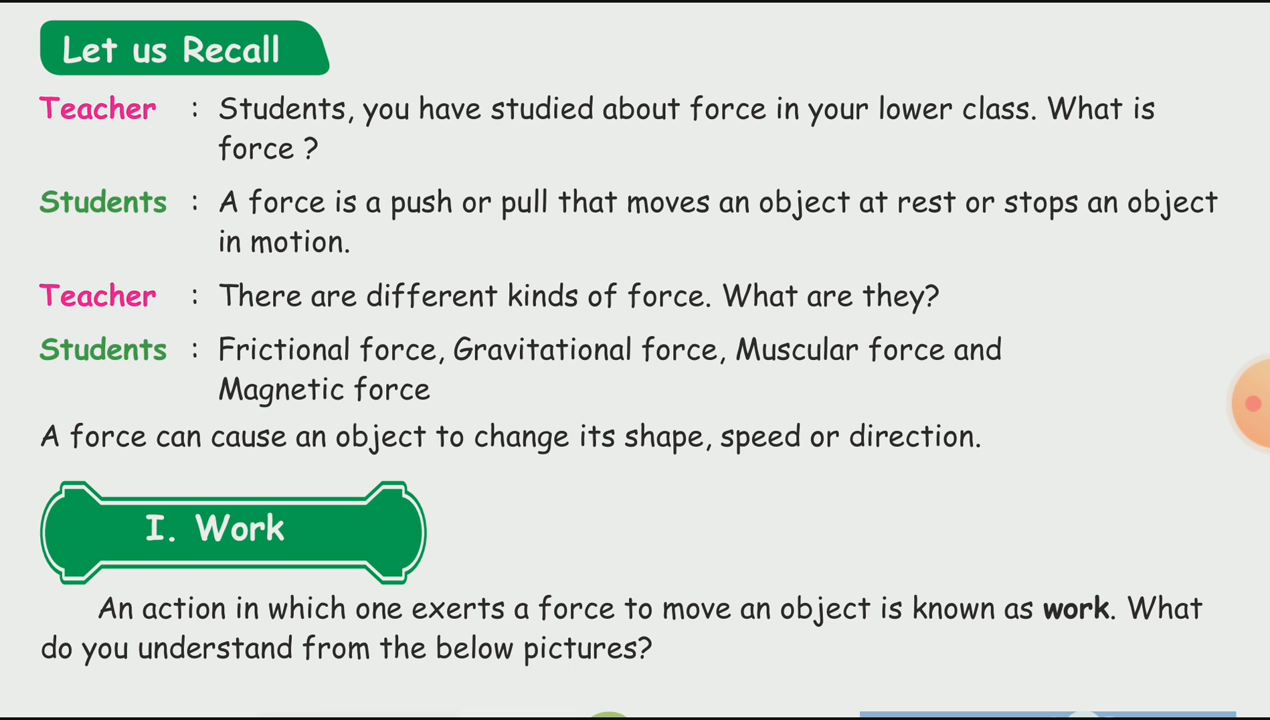 Let us Recall
Teacher : Students, you have studied about force in your lower class. What is
force ?
Students : A force is a push or pull that moves an object at rest or stops an object
in motion.
Teacher : There are different kinds of force. What are they?
Students : Frictional force, Gravitational force, Muscular force and
Magnetic force
A force can cause an object to change its shape, speed or direction.
I. Work
An action in which one exerts a force to move an object is known as work. What
do you understand from the below pictures?